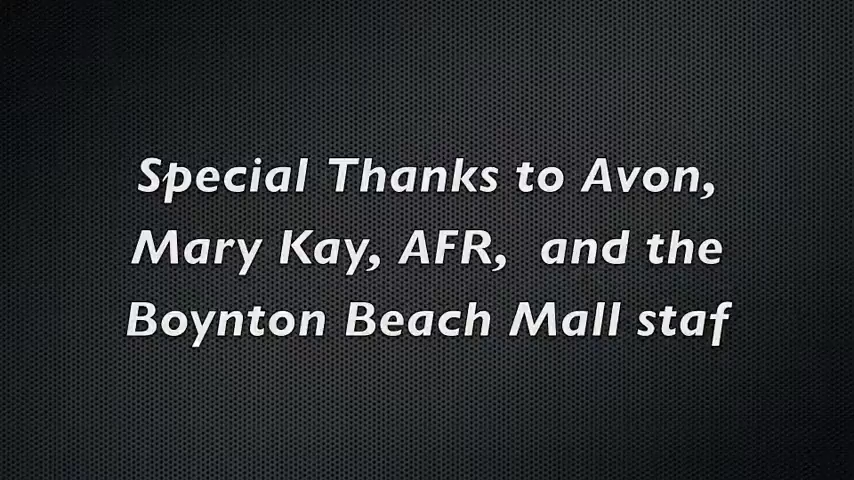 Special Thanks to Avon,
Mary Kay, AFR,  and the
Boynton Beach Mall staf